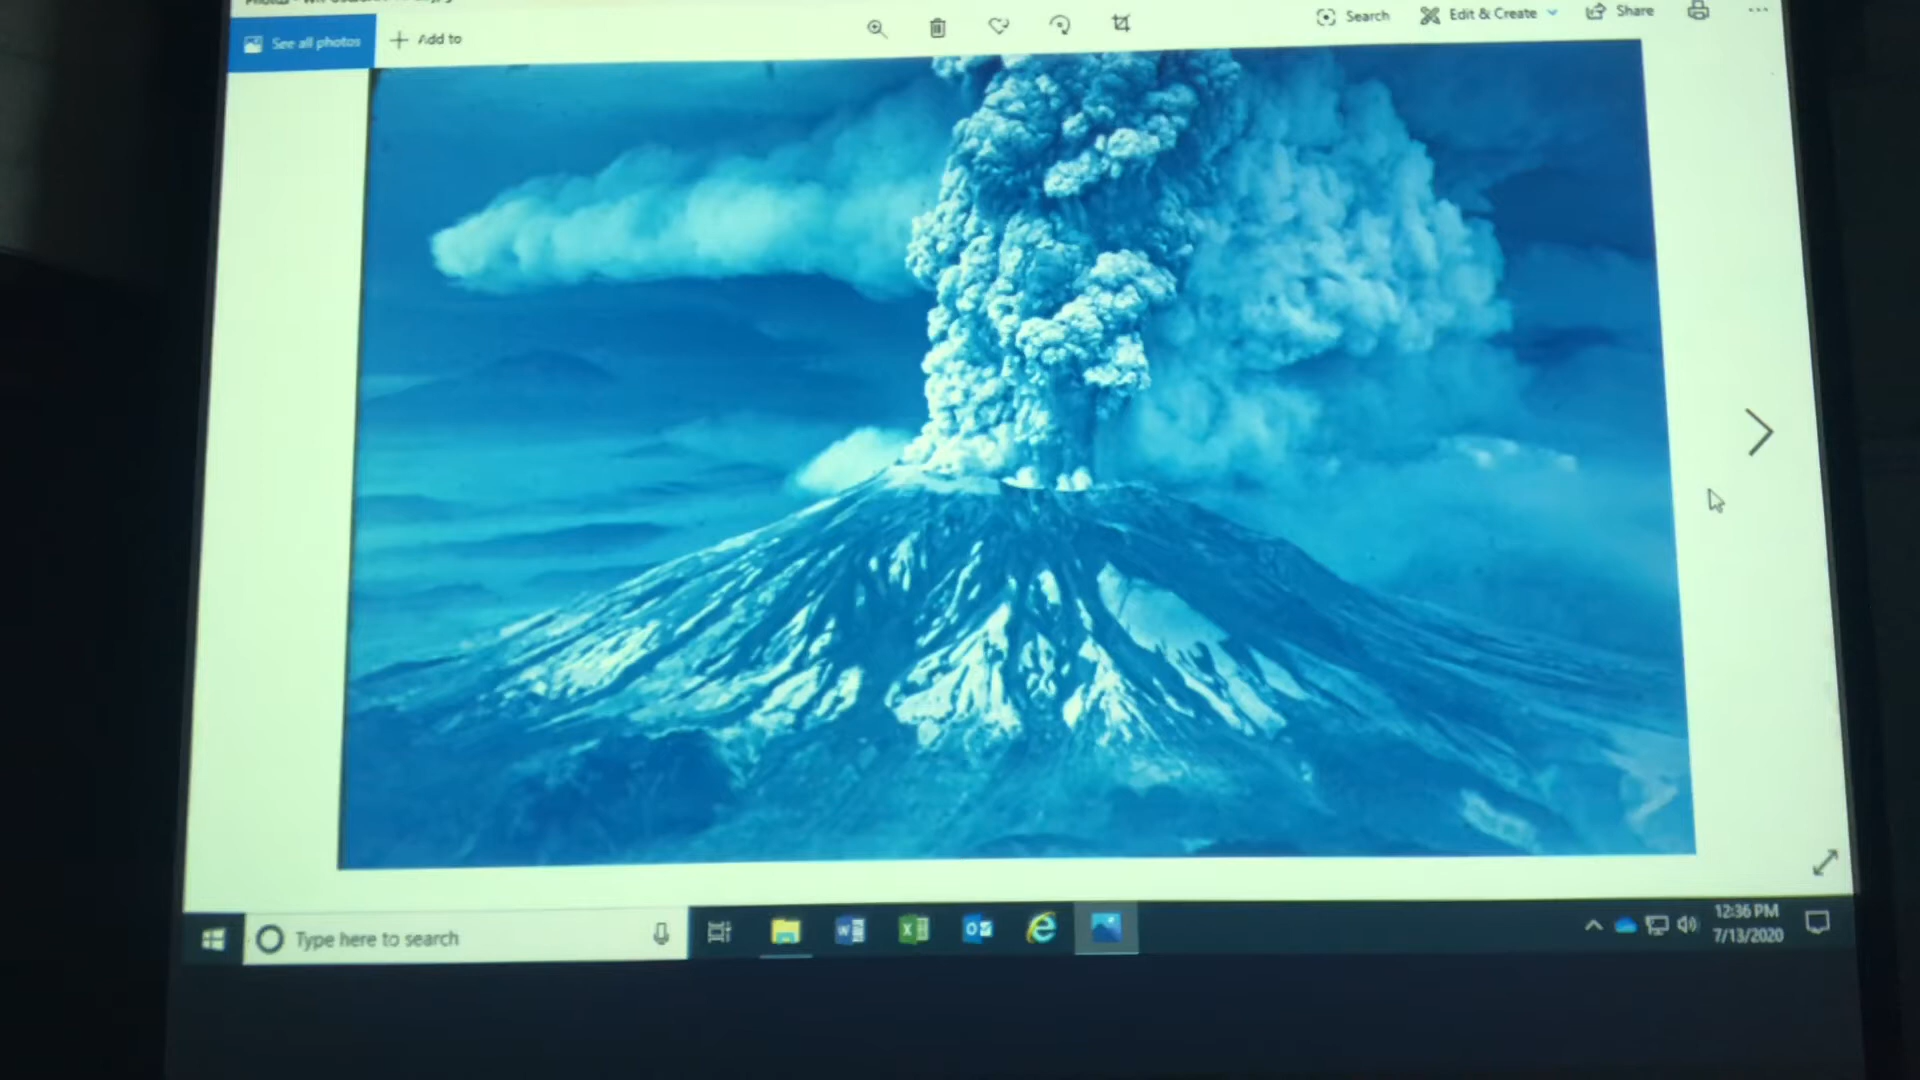 See all photos
Add to
Search
Edit & Create
Share
Type here to search
12:36 PM
7/13/2020